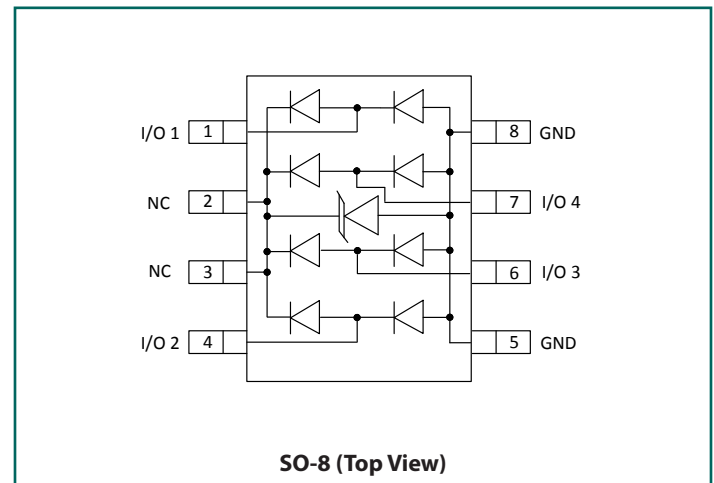 I/O 1 1 8 GND
NC 2 7 I/O 4
NC 3 6 I/O 3
I/O 2 4 5 GND
SO-8 (Top View)